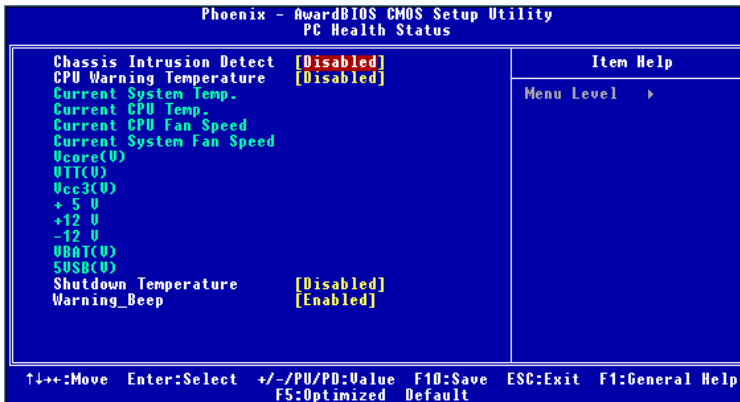 Phoenix - AwardBIOS CMOS Setup Utility
PC Health Status
Chassis Intrusion Detect [Disabled]
CPU Warning Temperature [Disabled]
Current System Temp.
Current CPU Temp.
Current CPU Fan Speed
Current System Fan Speed
Vcore(V)
VTT(V)
Vcc3(V)
+ 5 V
+12 V
-12 V
VBAT(V)
5VSB(V)
Shutdown Temperature [Disabled]
Warning_Beep [Enabled]
Item Help
Menu Level ▸
↑↓→←:Move Enter:Select +/-/PU/PD:Value F10:Save ESC:Exit F1:General Help
F5:Optimized Default